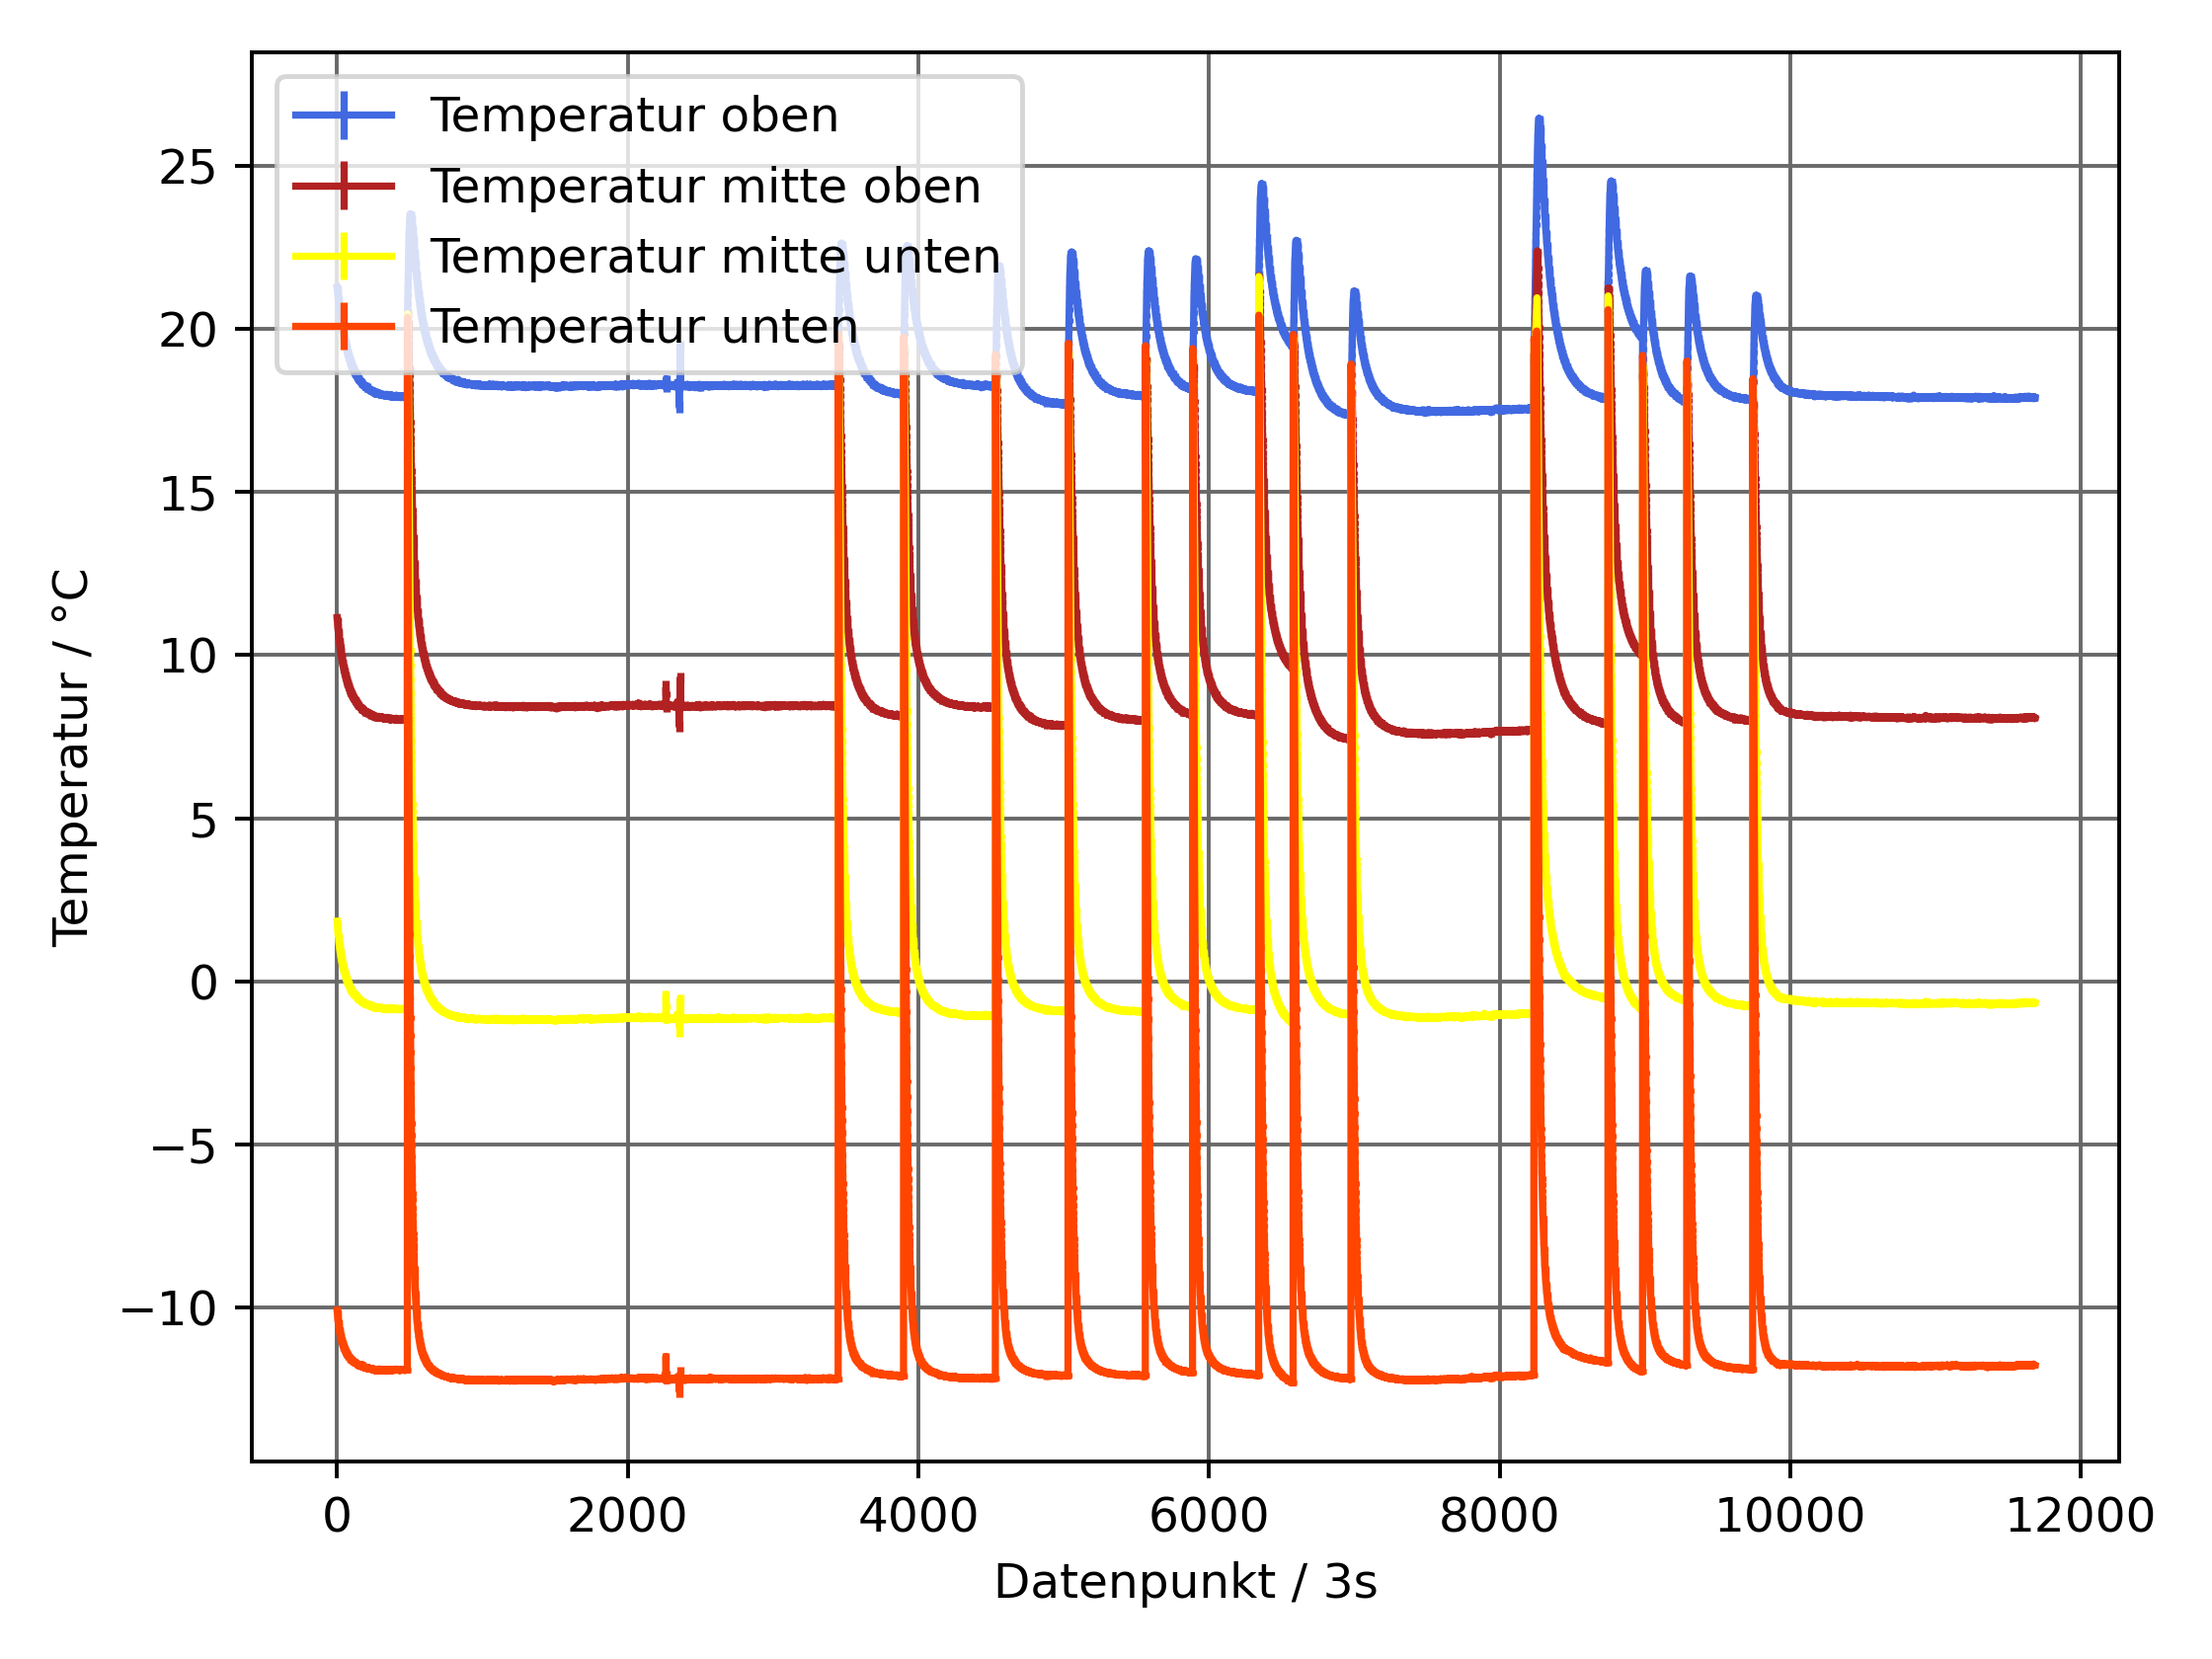 Temperatur oben
Temperatur mitte oben
Temperatur mitte unten
Temperatur unten
25
20
15
10
5
0
−5
−10
Temperatur / °C
0 2000 4000 6000 8000 10000 12000
Datenpunkt / 3s